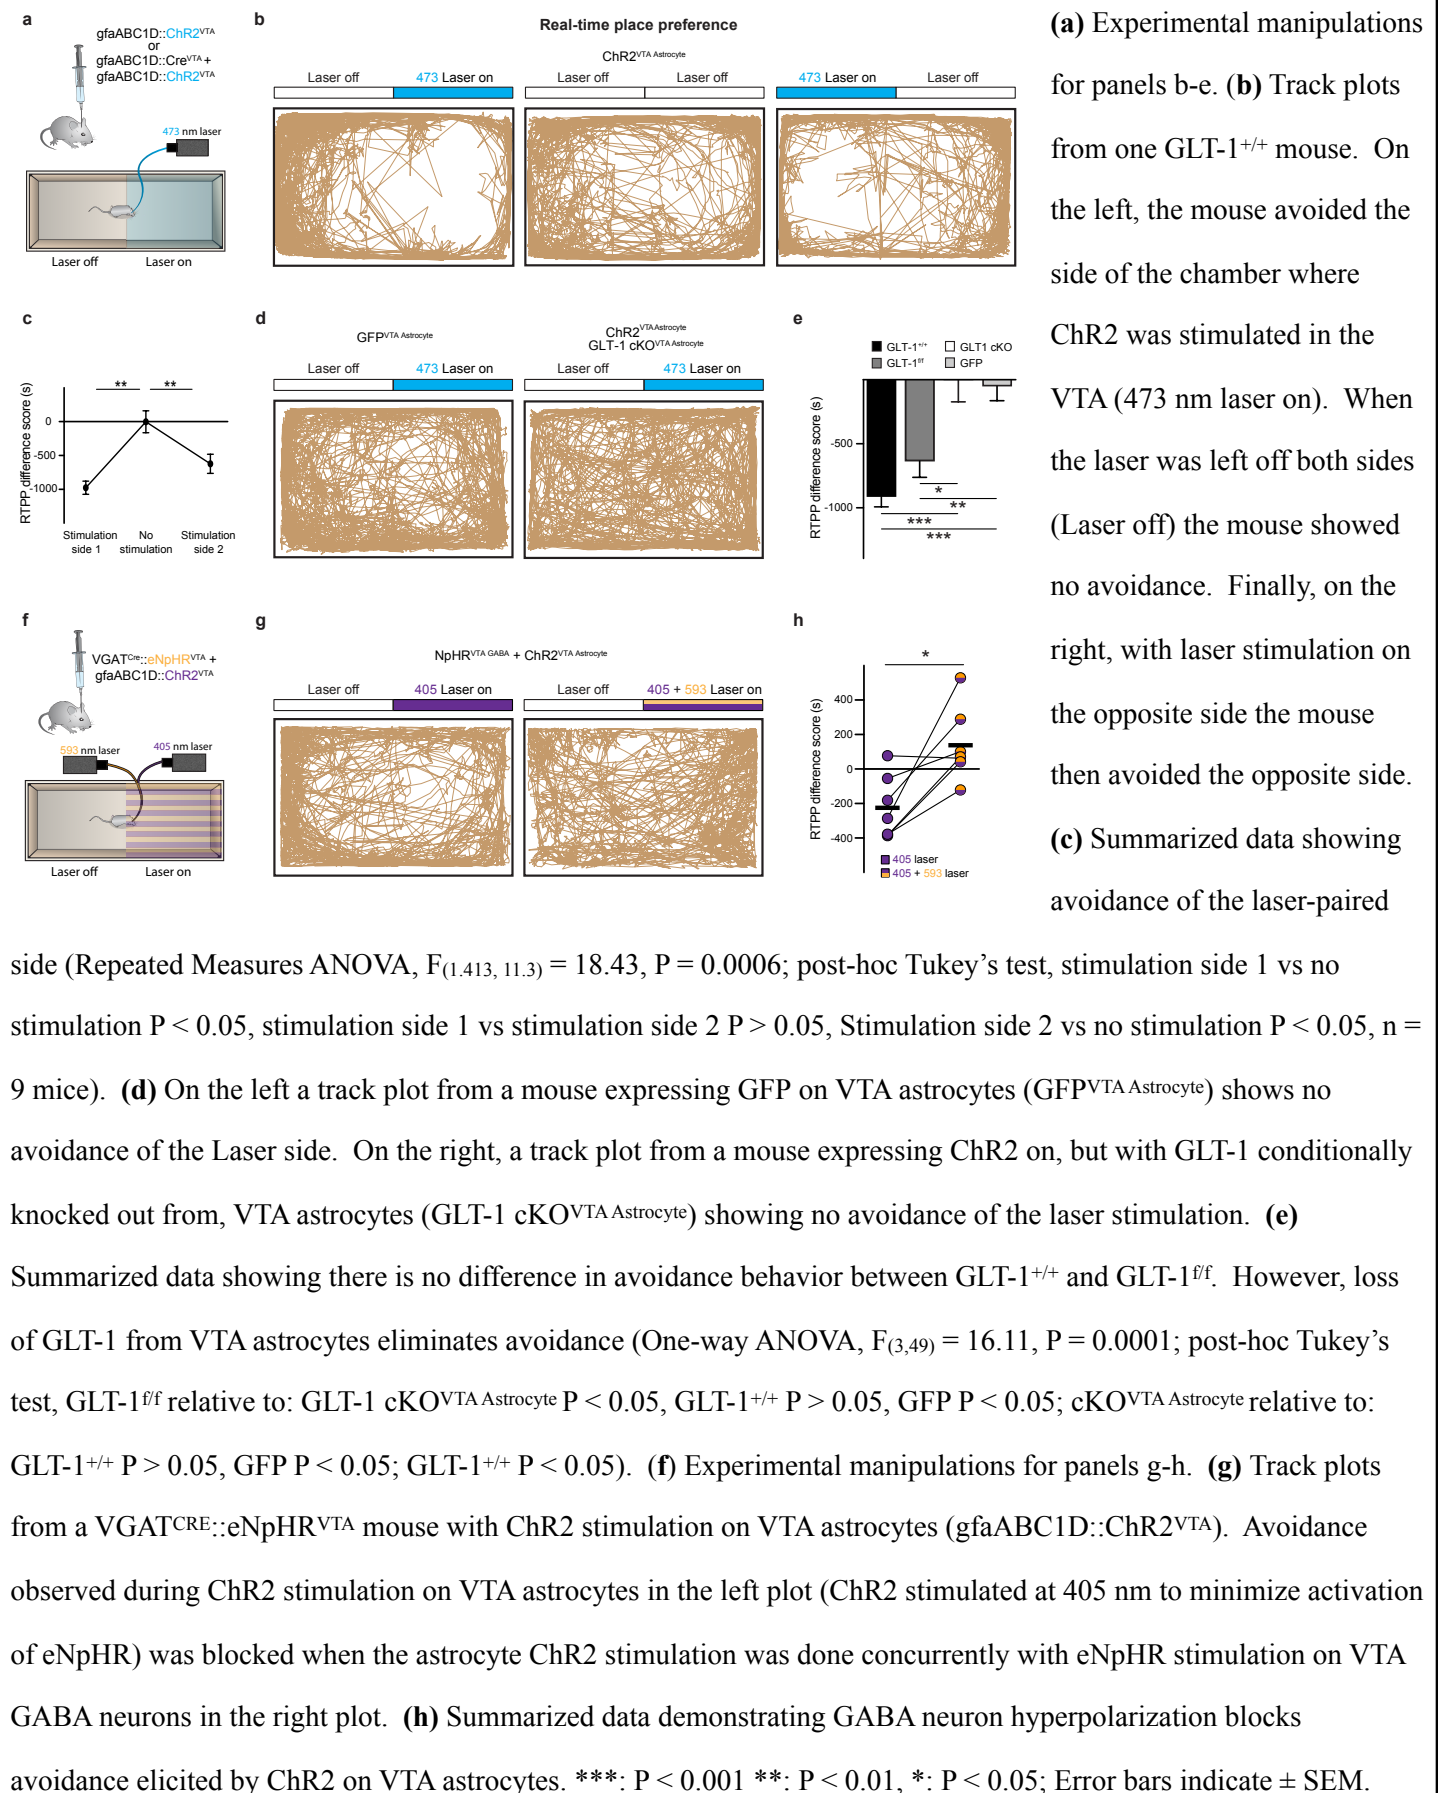 a
gfaABC1D::ChR2ⱽᵀᴬ
or
gfaABC1D::Creⱽᵀᴬ +
gfaABC1D::ChR2ⱽᵀᴬ
473 nm laser
Laser off Laser on
b
Real-time place preference
ChR2ⱽᵀᴬ ᴬˢᵗʳᵒᶜʸᵗᵉ
Laser off 473 Laser on Laser off Laser off 473 Laser on Laser off
c
RTPP difference score (s)
** **
0
-500
-1000
Stimulation side 1
No stimulation
Stimulation side 2
d
GFPⱽᵀᴬ ᴬˢᵗʳᵒᶜʸᵗᵉ
Laser off 473 Laser on
ChR2ⱽᵀᴬ ᴬˢᵗʳᵒᶜʸᵗᵉ
GLT-1 cKOⱽᵀᴬ ᴬˢᵗʳᵒᶜʸᵗᵉ
Laser off 473 Laser on
e
GLT-1⁺/⁺ GLT1 cKO
GLT-1ᶠ/ᶠ GFP
RTPP difference score (s)
-500
-1000
*
**
***
***
f
VGATᶜʳᵉ::eNpHRⱽᵀᴬ +
gfaABC1D::ChR2ⱽᵀᴬ
593 nm laser 405 nm laser
Laser off Laser on
g
NpHRⱽᵀᴬ ᴳᴬᴮᴬ + ChR2ⱽᵀᴬ ᴬˢᵗʳᵒᶜʸᵗᵉ
Laser off 405 Laser on Laser off 405 + 593 Laser on
h
*
RTPP difference score (s)
400
200
0
-200
-400
405 laser
405 + 593 laser
(a) Experimental manipulations
for panels b-e. (b) Track plots
from one GLT-1⁺/⁺ mouse. On
the left, the mouse avoided the
side of the chamber where
ChR2 was stimulated in the
VTA (473 nm laser on). When
the laser was left off both sides
(Laser off) the mouse showed
no avoidance. Finally, on the
right, with laser stimulation on
the opposite side the mouse
then avoided the opposite side.
(c) Summarized data showing
avoidance of the laser-paired
side (Repeated Measures ANOVA, F₍₁.₄₁₃, ₁₁.₃₎ = 18.43, P = 0.0006; post-hoc Tukey’s test, stimulation side 1 vs no
stimulation P < 0.05, stimulation side 1 vs stimulation side 2 P > 0.05, Stimulation side 2 vs no stimulation P < 0.05, n =
9 mice). (d) On the left a track plot from a mouse expressing GFP on VTA astrocytes (GFPⱽᵀᴬ ᴬˢᵗʳᵒᶜʸᵗᵉ) shows no
avoidance of the Laser side. On the right, a track plot from a mouse expressing ChR2 on, but with GLT-1 conditionally
knocked out from, VTA astrocytes (GLT-1 cKOⱽᵀᴬ ᴬˢᵗʳᵒᶜʸᵗᵉ) showing no avoidance of the laser stimulation. (e)
Summarized data showing there is no difference in avoidance behavior between GLT-1⁺/⁺ and GLT-1ᶠ/ᶠ. However, loss
of GLT-1 from VTA astrocytes eliminates avoidance (One-way ANOVA, F₍₃,₄₉₎ = 16.11, P = 0.0001; post-hoc Tukey’s
test, GLT-1ᶠ/ᶠ relative to: GLT-1 cKOⱽᵀᴬ ᴬˢᵗʳᵒᶜʸᵗᵉ P < 0.05, GLT-1⁺/⁺ P > 0.05, GFP P < 0.05; cKOⱽᵀᴬ ᴬˢᵗʳᵒᶜʸᵗᵉ relative to:
GLT-1⁺/⁺ P > 0.05, GFP P < 0.05; GLT-1⁺/⁺ P < 0.05). (f) Experimental manipulations for panels g-h. (g) Track plots
from a VGATᶜᴿᴱ::eNpHRⱽᵀᴬ mouse with ChR2 stimulation on VTA astrocytes (gfaABC1D::ChR2ⱽᵀᴬ). Avoidance
observed during ChR2 stimulation on VTA astrocytes in the left plot (ChR2 stimulated at 405 nm to minimize activation
of eNpHR) was blocked when the astrocyte ChR2 stimulation was done concurrently with eNpHR stimulation on VTA
GABA neurons in the right plot. (h) Summarized data demonstrating GABA neuron hyperpolarization blocks
avoidance elicited by ChR2 on VTA astrocytes. ***: P < 0.001 **: P < 0.01, *: P < 0.05; Error bars indicate ± SEM.